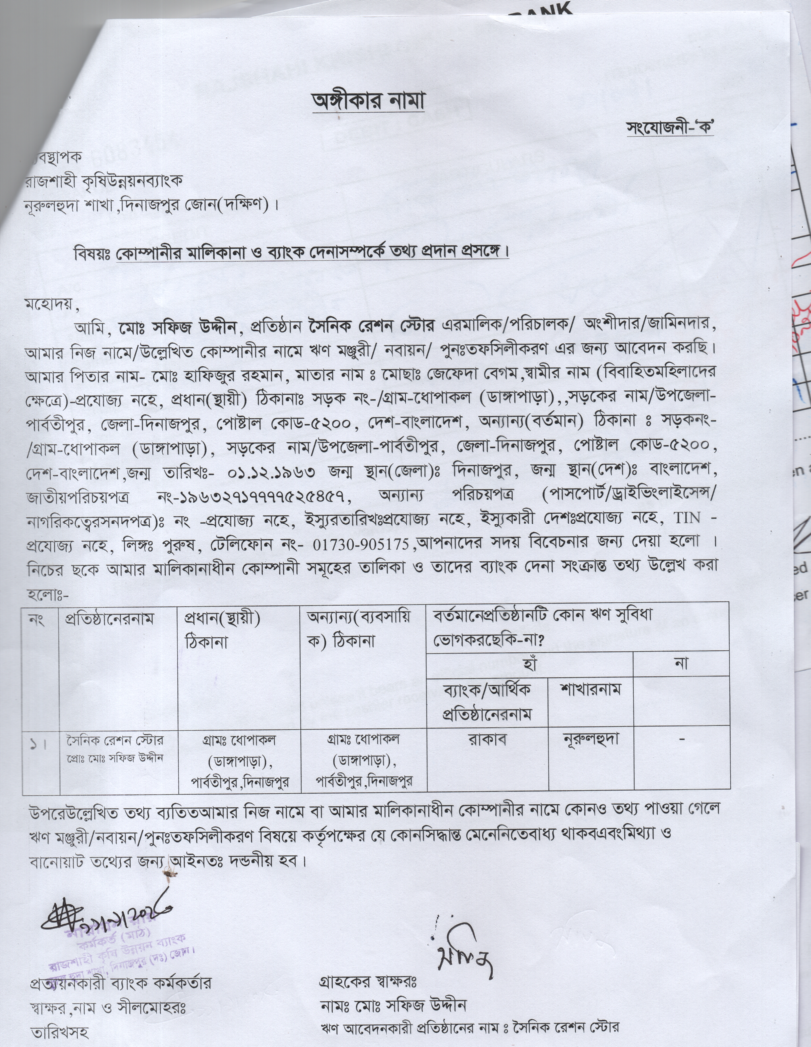 BANK
অঙ্গীকার নামা
সংযোজনী-‘ক’
বস্থাপক
রাজশাহী কৃষিউন্নয়নব্যাংক
নূরুলহুদা শাখা,দিনাজপুর জোন(দক্ষিণ) ।
বিষয়ঃ কোম্পানীর মালিকানা ও ব্যাংক দেনাসম্পর্কে তথ্য প্রদান প্রসঙ্গে ।
মহোদয়,
আমি, মোঃ সফিজ উদ্দীন, প্রতিষ্ঠান সৈনিক রেশন স্টোর এরমালিক/পরিচালক/ অংশীদার/জামিনদার,
আমার নিজ নামে/উল্লেখিত কোম্পানীর নামে ঋণ মঞ্জুরী/ নবায়ন/ পুনঃতফসিলীকরণ এর জন্য আবেদন করছি।
আমার পিতার নাম- মোঃ হাফিজুর রহমান, মাতার নাম ঃ মোছাঃ জেফেদা বেগম,স্বামীর নাম (বিবাহিতমহিলাদের
ক্ষেত্রে)-প্রযোজ্য নহে, প্রধান(স্থায়ী) ঠিকানাঃ সড়ক নং-/গ্রাম-ধোপাকল (ডাঙ্গাপাড়া),,সড়কের নাম/উপজেলা-
পার্বতীপুর, জেলা-দিনাজপুর, পোষ্টাল কোড-৫২০০, দেশ-বাংলাদেশ, অন্যান্য(বর্তমান) ঠিকানা ঃ সড়কনং-
/গ্রাম-ধোপাকল (ডাঙ্গাপাড়া), সড়কের নাম/উপজেলা-পার্বতীপুর, জেলা-দিনাজপুর, পোষ্টাল কোড-৫২০০,
দেশ-বাংলাদেশ,জন্ম তারিখঃ- ০১.১২.১৯৬৩ জন্ম স্থান(জেলা)ঃ দিনাজপুর, জন্ম স্থান(দেশ)ঃ বাংলাদেশ,
জাতীয়পরিচয়পত্র নং-১৯৬৩২৭১৭৭৭৭৫২৫৪৫৭, অন্যান্য পরিচয়পত্র (পাসপোর্ট/ড্রাইভিংলাইসেন্স/
নাগরিকত্বেরসনদপত্র)ঃ নং -প্রযোজ্য নহে, ইস্যুরতারিখঃপ্রযোজ্য নহে, ইস্যুকারী দেশঃপ্রযোজ্য নহে, TIN -
প্রযোজ্য নহে, লিঙ্গঃ পুরুষ, টেলিফোন নং- 01730-905175,আপনাদের সদয় বিবেচনার জন্য দেয়া হলো ।
নিচের ছকে আমার মালিকানাধীন কোম্পানী সমূহের তালিকা ও তাদের ব্যাংক দেনা সংক্রান্ত তথ্য উল্লেখ করা
হলোঃ-
নং প্রতিষ্ঠানেরনাম প্রধান(স্থায়ী) অন্যান্য(ব্যবসায়ি বর্তমানেপ্রতিষ্ঠানটি কোন ঋণ সুবিধা
ঠিকানা ক) ঠিকানা ভোগকরছেকি-না?
হাঁ না
ব্যাংক/আর্থিক শাখারনাম
প্রতিষ্ঠানেরনাম
১। সৈনিক রেশন স্টোর গ্রামঃ ধোপাকল গ্রামঃ ধোপাকল রাকাব নূরুলহুদা -
প্রোঃ মোঃ সফিজ উদ্দীন (ডাঙ্গাপাড়া), (ডাঙ্গাপাড়া),
পার্বতীপুর,দিনাজপুর পার্বতীপুর,দিনাজপুর
উপরেউল্লেখিত তথ্য ব্যতিতআমার নিজ নামে বা আমার মালিকানাধীন কোম্পানীর নামে কোনও তথ্য পাওয়া গেলে
ঋণ মঞ্জুরী/নবায়ন/পুনঃতফসিলীকরণ বিষয়ে কর্তৃপক্ষের যে কোনসিদ্ধান্ত মেনেনিতেবাধ্য থাকবএবংমিথ্যা ও
বানোয়াট তথ্যের জন্য আইনতঃ দন্ডনীয় হব ।
কর্মকর্তা (মাঠ)
রাজশাহী কৃষি উন্নয়ন ব্যাংক
দিনাজপুর (দঃ) জোন।
সফিজ
প্রত্যয়নকারী ব্যাংক কর্মকর্তার
স্বাক্ষর,নাম ও সীলমোহরঃ
তারিখসহ
গ্রাহকের স্বাক্ষরঃ
নামঃ মোঃ সফিজ উদ্দীন
ঋণ আবেদনকারী প্রতিষ্ঠানের নাম ঃ সৈনিক রেশন স্টোর